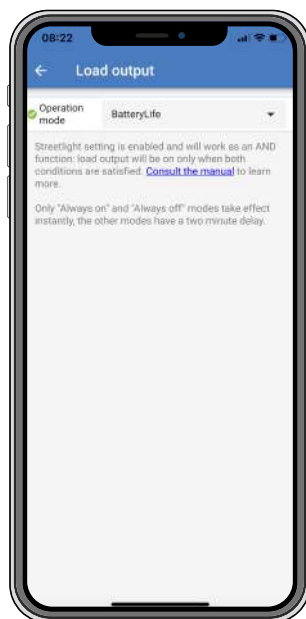 08:22
Load output
Operation
mode
BatteryLife
Streetlight setting is enabled and will work as an AND
function: load output will be on only when both
conditions are satisfied. Consult the manual to learn
more.
Only "Always on" and "Always off" modes take effect
instantly, the other modes have a two minute delay.